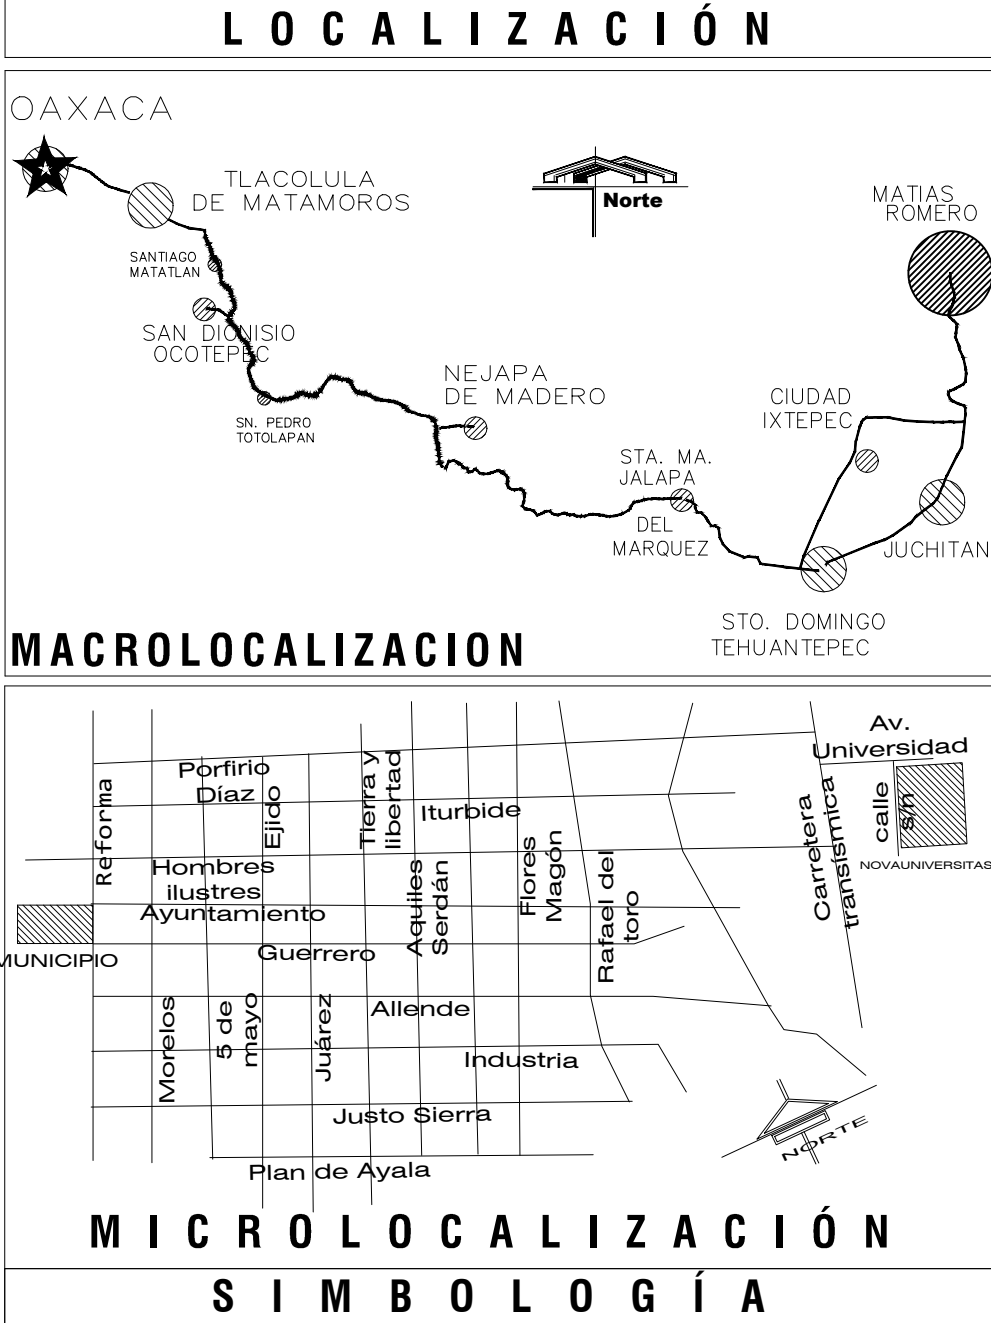 LOCALIZACIÓN
OAXACA
TLACOLULA
DE MATAMOROS
Norte
MATIAS
ROMERO
SANTIAGO
MATATLAN
SAN DIONISIO
OCOTEPEC
NEJAPA
DE MADERO
CIUDAD
IXTEPEC
SN. PEDRO
TOTOLAPAN
STA. MA.
JALAPA
DEL
MARQUEZ
JUCHITAN
STO. DOMINGO
TEHUANTEPEC
MACROLOCALIZACION
Av.
Universidad
Porfirio
Díaz
Reforma
Ejido
Tierra y
libertad
Iturbide
calle
s/n
Carretera
transísmica
NOVAUNIVERSITAS
Hombres
ilustres
Aquiles
Serdán
Flores
Magón
Rafael del
toro
Ayuntamiento
MUNICIPIO
Guerrero
Morelos
5 de
mayo
Juárez
Allende
Industria
Justo Sierra
NORTE
Plan de Ayala
MICROLOCALIZACIÓN
SIMBOLOGÍA